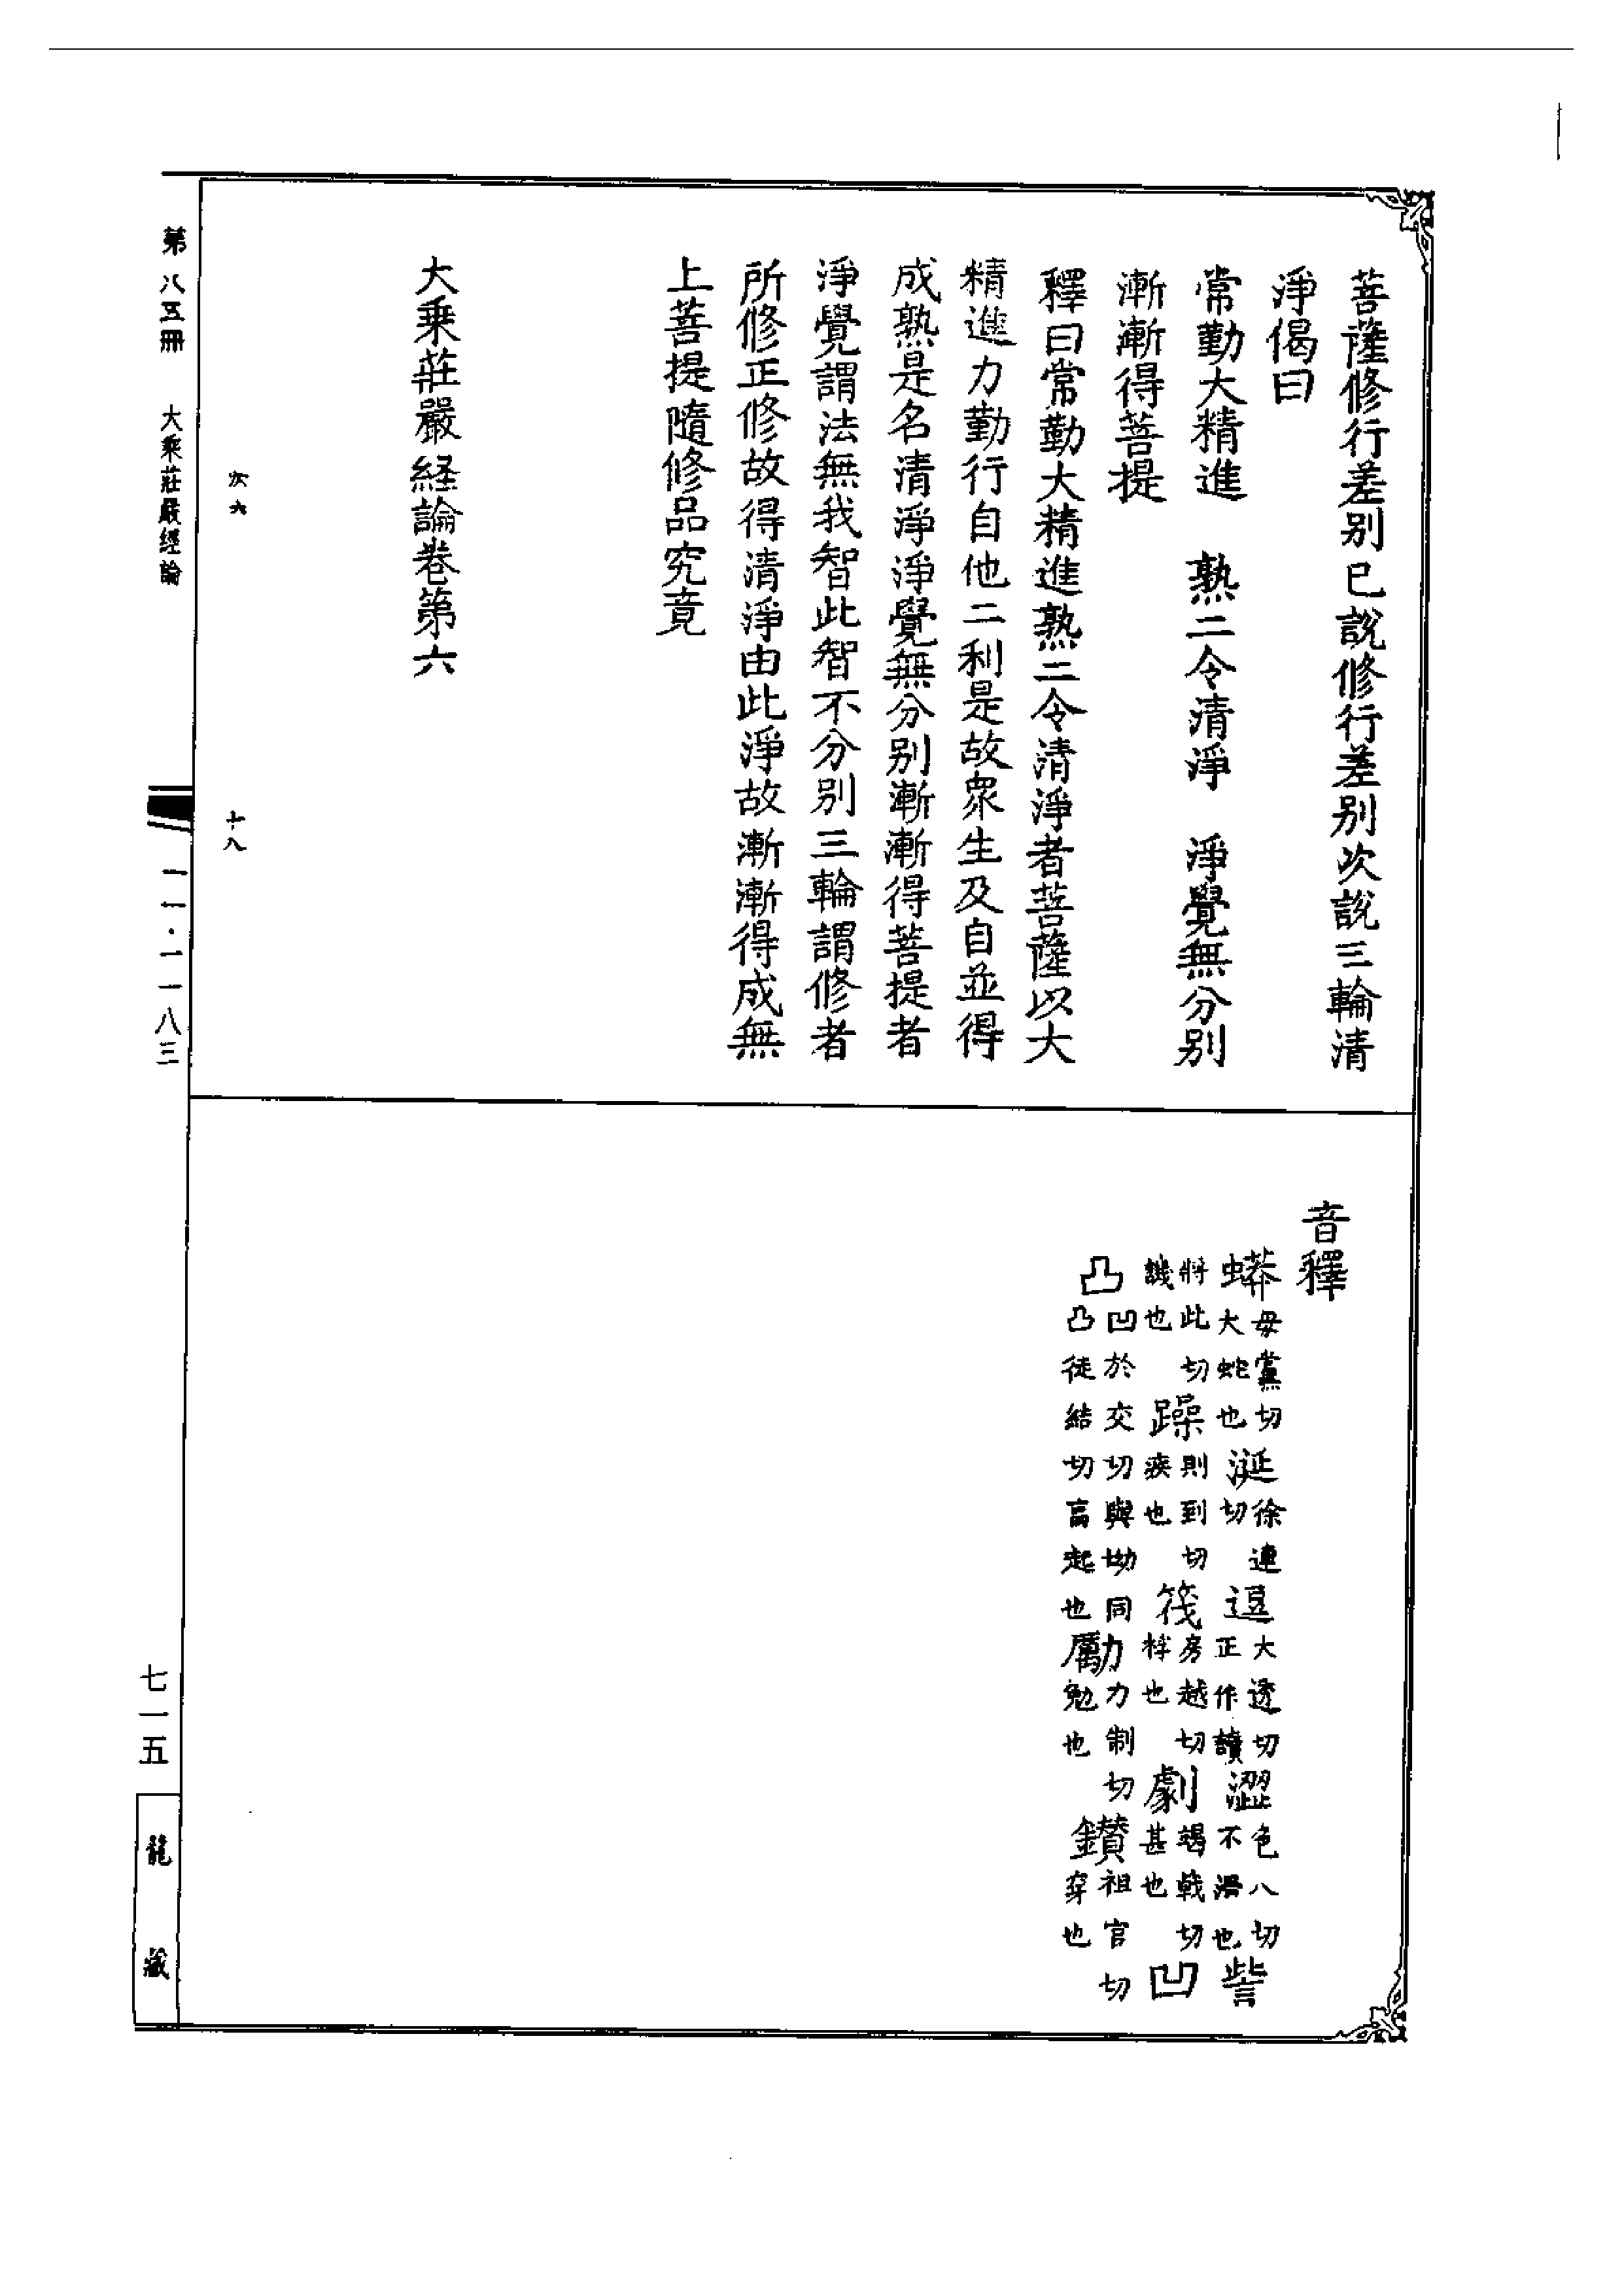 菩薩修行差別已說修行差別次說三輪清
淨偈曰
常勤大精進　熟二令清淨　淨覺無分別
漸漸得菩提
釋曰常勤大精進熟二令清淨者菩薩以大
精進力勤行自他二利是故眾生及自並得
成熟是名清淨淨覺無分別漸漸得菩提者
淨覺謂法無我智此智不分別三輪謂修者
所修正修故得清淨由此淨故漸漸得成無
上菩提隨修品究竟
大乘莊嚴経論卷第六
次六　十八
音釋
蟒毋黨切大蛇也　涎徐連切　逗大透切正作讀　澀色八切不滑也　訾
將此切譏也　躁則到切疾也　筏房越切桴也　劇竭戟切甚也　凹
凸凹於交切與坳同凸徒結切高起也　勵力制切勉也　鑽祖官切穿也
第八五冊　大乘莊嚴經論
一一·一一八三
七一五
龍藏